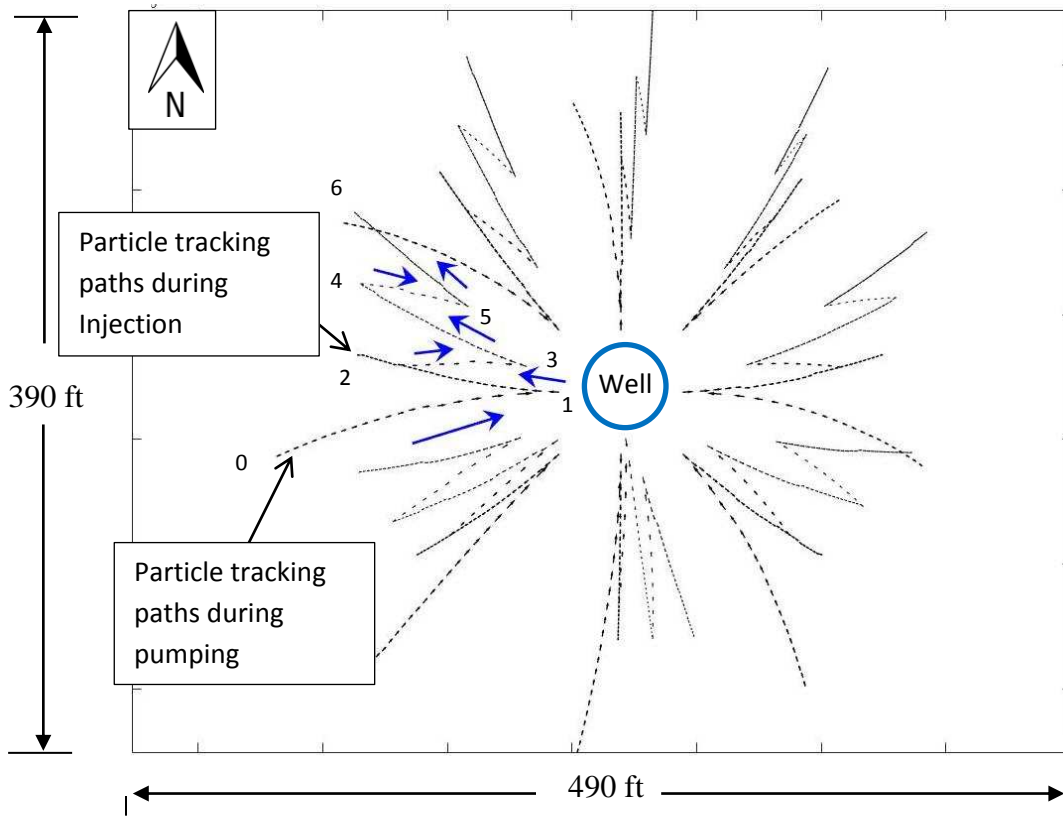 N
6
Particle tracking
paths during
Injection
4
5
3
2
1
Well
390 ft
0
Particle tracking
paths during
pumping
490 ft